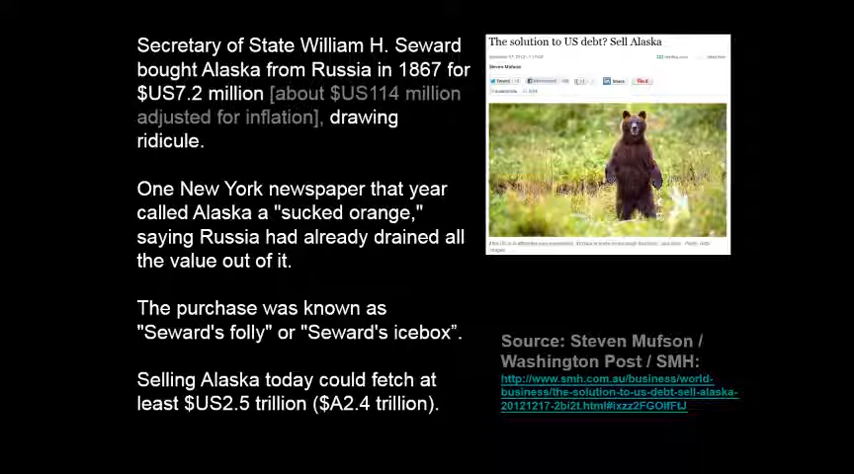 Secretary of State William H. Seward
bought Alaska from Russia in 1867 for
$US7.2 million [about $US114 million
adjusted for inflation], drawing
ridicule.
One New York newspaper that year
called Alaska a "sucked orange,"
saying Russia had already drained all
the value out of it.
The purchase was known as
"Seward's folly" or "Seward's icebox”.
Selling Alaska today could fetch at
least $US2.5 trillion ($A2.4 trillion).
The solution to US debt? Sell Alaska
Steven Mufson
Share
Source: Steven Mufson /
Washington Post / SMH:
http://www.smh.com.au/business/world-
business/the-solution-to-us-debt-sell-alaska-